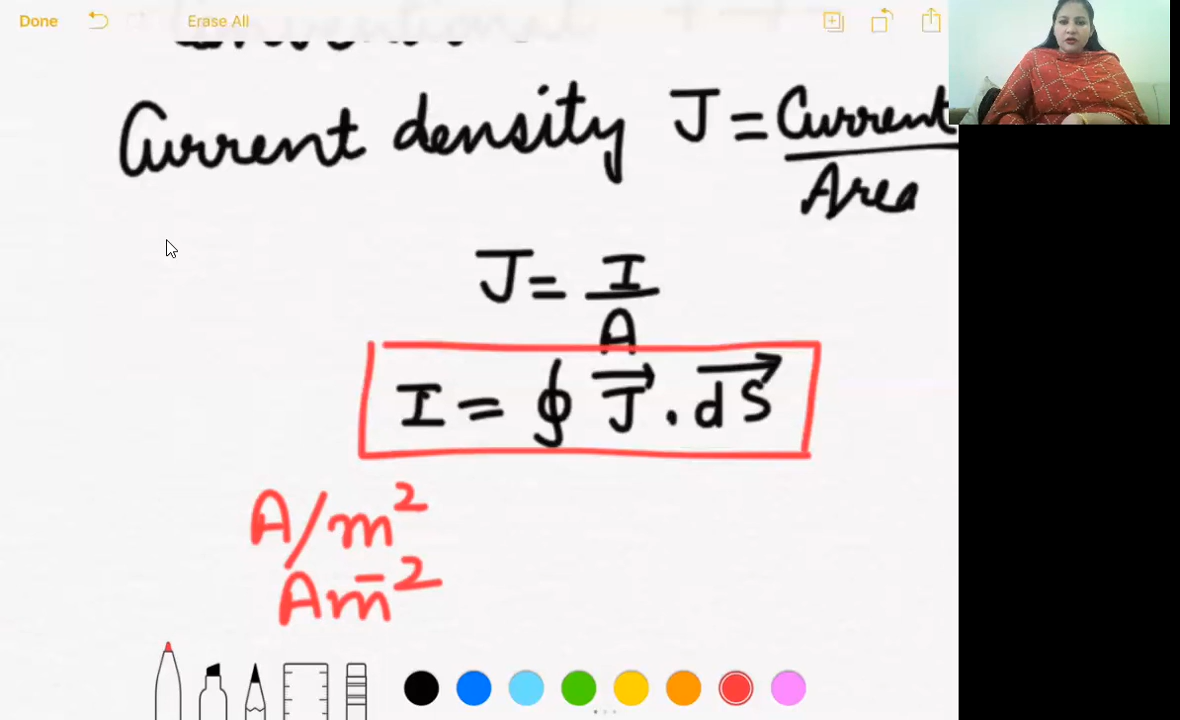 Done Erase All
Current density J = Current / Area
J = I / A
I = ∮ J⃗ . dS⃗
A/m²
Am⁻²